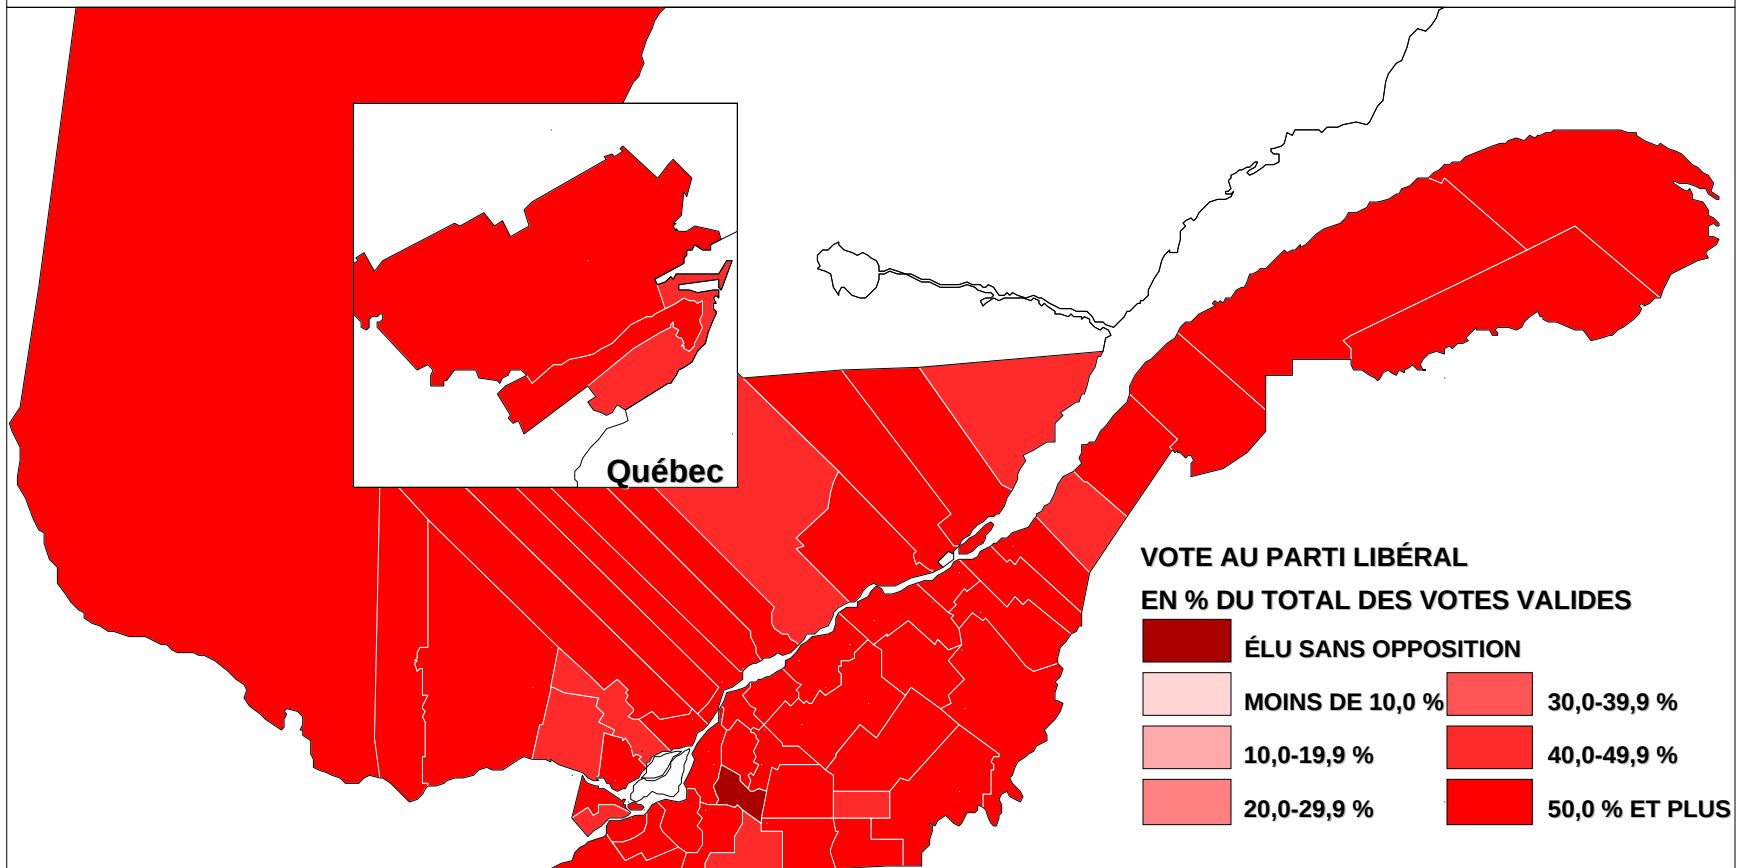 Québec
VOTE AU PARTI LIBÉRAL
EN % DU TOTAL DES VOTES VALIDES
ÉLU SANS OPPOSITION
MOINS DE 10,0 %
30,0-39,9 %
10,0-19,9 %
40,0-49,9 %
20,0-29,9 %
50,0 % ET PLUS